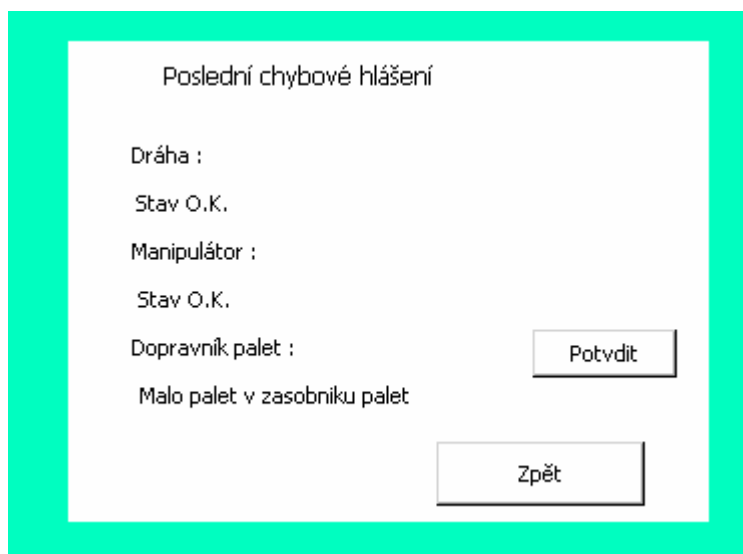 Poslední chybové hlášení
Dráha :
Stav O.K.
Manipulátor :
Stav O.K.
Dopravník palet :
Potvdit
Malo palet v zasobniku palet
Zpět